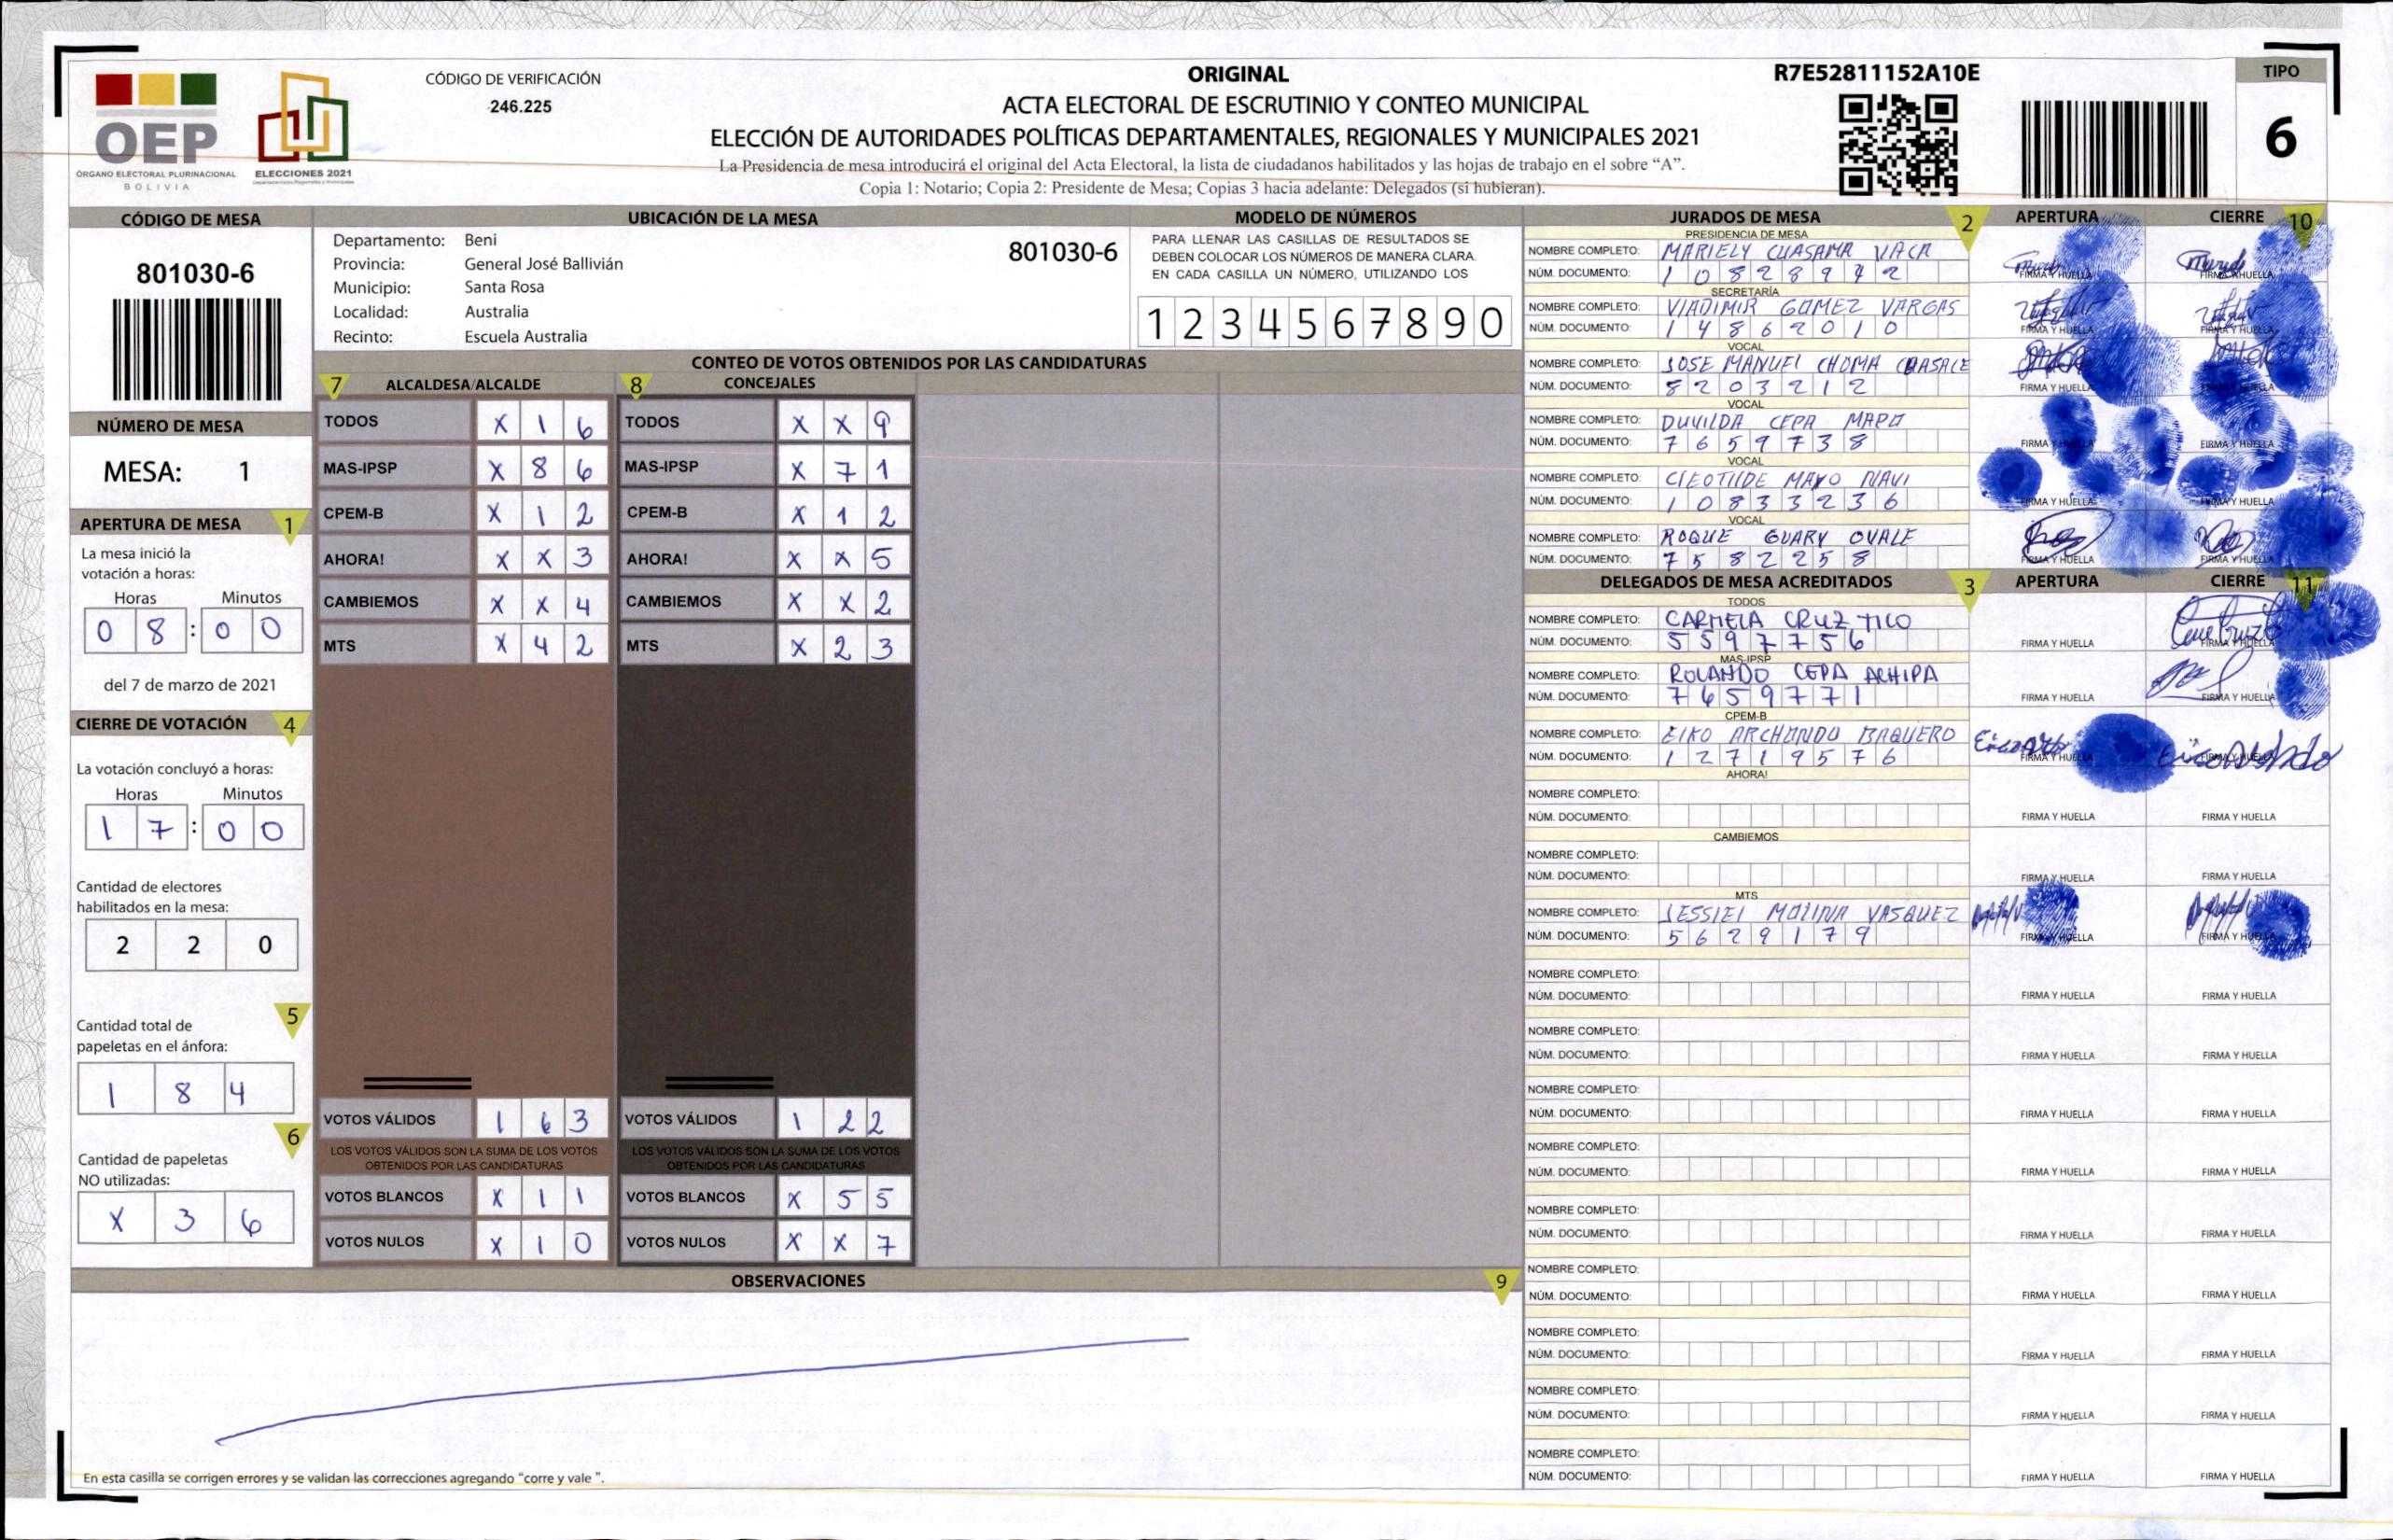 CÓDIGO DE VERIFICACIÓN
246.225
OEP
ÓRGANO ELECTORAL PLURINACIONAL
BOLIVIA
ELECCIONES 2021
ORIGINAL
ACTA ELECTORAL DE ESCRUTINIO Y CONTEO MUNICIPAL
ELECCIÓN DE AUTORIDADES POLÍTICAS DEPARTAMENTALES, REGIONALES Y MUNICIPALES 2021
La Presidencia de mesa introducirá el original del Acta Electoral, la lista de ciudadanos habilitados y las hojas de trabajo en el sobre “A”.
Copia 1: Notario; Copia 2: Presidente de Mesa; Copias 3 hacia adelante: Delegados (si hubieran).
R7E52811152A10E
TIPO
6
CÓDIGO DE MESA
801030-6
NÚMERO DE MESA
MESA: 1
APERTURA DE MESA 1
La mesa inició la
votación a horas:
Horas Minutos
0 8 : 0 0
del 7 de marzo de 2021
CIERRE DE VOTACIÓN 4
La votación concluyó a horas:
Horas Minutos
1 7 : 0 0
Cantidad de electores
habilitados en la mesa:
2 2 0
5
Cantidad total de
papeletas en el ánfora:
1 8 4
6
Cantidad de papeletas
NO utilizadas:
X 3 6
UBICACIÓN DE LA MESA
Departamento: Beni
801030-6
Provincia: General José Ballivián
Municipio: Santa Rosa
Localidad: Australia
Recinto: Escuela Australia
MODELO DE NÚMEROS
PARA LLENAR LAS CASILLAS DE RESULTADOS SE
DEBEN COLOCAR LOS NÚMEROS DE MANERA CLARA.
EN CADA CASILLA UN NÚMERO, UTILIZANDO LOS
1 2 3 4 5 6 7 8 9 0
CONTEO DE VOTOS OBTENIDOS POR LAS CANDIDATURAS
7 ALCALDESA/ALCALDE
TODOS X 1 6
MAS-IPSP X 8 6
CPEM-B X 1 2
AHORA! X X 3
CAMBIEMOS X X 4
MTS X 4 2
VOTOS VÁLIDOS 1 6 3
LOS VOTOS VÁLIDOS SON LA SUMA DE LOS VOTOS
OBTENIDOS POR LAS CANDIDATURAS
VOTOS BLANCOS X 1 1
VOTOS NULOS X 1 0
8 CONCEJALES
TODOS X X 9
MAS-IPSP X 7 1
CPEM-B X 1 2
AHORA! X X 5
CAMBIEMOS X X 2
MTS X 2 3
VOTOS VÁLIDOS 1 2 2
LOS VOTOS VÁLIDOS SON LA SUMA DE LOS VOTOS
OBTENIDOS POR LAS CANDIDATURAS
VOTOS BLANCOS X 5 5
VOTOS NULOS X X 7
OBSERVACIONES 9
En esta casilla se corrigen errores y se validan las correcciones agregando “corre y vale ”.
JURADOS DE MESA 2 APERTURA CIERRE 10
PRESIDENCIA DE MESA
NOMBRE COMPLETO: MARIELY CUASAMA VACA
NÚM. DOCUMENTO: 1 0 8 2 8 9 4 2
FIRMA Y HUELLA FIRMA Y HUELLA
SECRETARÍA
NOMBRE COMPLETO: VLADIMIR GOMEZ VARGAS
NÚM. DOCUMENTO: 1 4 8 6 2 0 1 0
FIRMA Y HUELLA FIRMA Y HUELLA
VOCAL
NOMBRE COMPLETO: JOSE MANUEL CHOMA
NÚM. DOCUMENTO: 8 2 0 3 2 1 2
FIRMA Y HUELLA FIRMA Y HUELLA
VOCAL
NOMBRE COMPLETO: DUVILDA CEPA
NÚM. DOCUMENTO: 7 6 5 9 7 3 8
FIRMA Y HUELLA FIRMA Y HUELLA
VOCAL
NOMBRE COMPLETO: CLEOTILDE MAYO NAVI
NÚM. DOCUMENTO: 1 0 8 3 3 2 3 6
FIRMA Y HUELLA FIRMA Y HUELLA
VOCAL
NOMBRE COMPLETO: ROQUE GUARY OVALE
NÚM. DOCUMENTO: 7 5 8 2 2 5 8
FIRMA Y HUELLA FIRMA Y HUELLA
DELEGADOS DE MESA ACREDITADOS 3 APERTURA CIERRE 11
TODOS
NOMBRE COMPLETO: CARMELA CRUZ TICO
NÚM. DOCUMENTO: 5 5 9 7 7 5 6
FIRMA Y HUELLA FIRMA Y HUELLA
MAS-IPSP
NOMBRE COMPLETO: ROLANDO CEPA ACHIPA
NÚM. DOCUMENTO: 7 6 5 9 7 7 1
FIRMA Y HUELLA FIRMA Y HUELLA
CPEM-B
NOMBRE COMPLETO: EIKO ARCHONDO BAQUERO
NÚM. DOCUMENTO: 1 2 7 1 9 5 7 6
FIRMA Y HUELLA FIRMA Y HUELLA
AHORA!
NOMBRE COMPLETO:
NÚM. DOCUMENTO:
FIRMA Y HUELLA FIRMA Y HUELLA
CAMBIEMOS
NOMBRE COMPLETO:
NÚM. DOCUMENTO:
FIRMA Y HUELLA FIRMA Y HUELLA
MTS
NOMBRE COMPLETO: MOLINA VASQUEZ
NÚM. DOCUMENTO: 5 6 2 9 1 7 9
FIRMA Y HUELLA FIRMA Y HUELLA
NOMBRE COMPLETO:
NÚM. DOCUMENTO:
FIRMA Y HUELLA FIRMA Y HUELLA
NOMBRE COMPLETO:
NÚM. DOCUMENTO:
FIRMA Y HUELLA FIRMA Y HUELLA
NOMBRE COMPLETO:
NÚM. DOCUMENTO:
FIRMA Y HUELLA FIRMA Y HUELLA
NOMBRE COMPLETO:
NÚM. DOCUMENTO:
FIRMA Y HUELLA FIRMA Y HUELLA
NOMBRE COMPLETO:
NÚM. DOCUMENTO:
FIRMA Y HUELLA FIRMA Y HUELLA
NOMBRE COMPLETO:
NÚM. DOCUMENTO:
FIRMA Y HUELLA FIRMA Y HUELLA
NOMBRE COMPLETO:
NÚM. DOCUMENTO:
FIRMA Y HUELLA FIRMA Y HUELLA
NOMBRE COMPLETO:
NÚM. DOCUMENTO:
FIRMA Y HUELLA FIRMA Y HUELLA
NOMBRE COMPLETO:
NÚM. DOCUMENTO:
FIRMA Y HUELLA FIRMA Y HUELLA